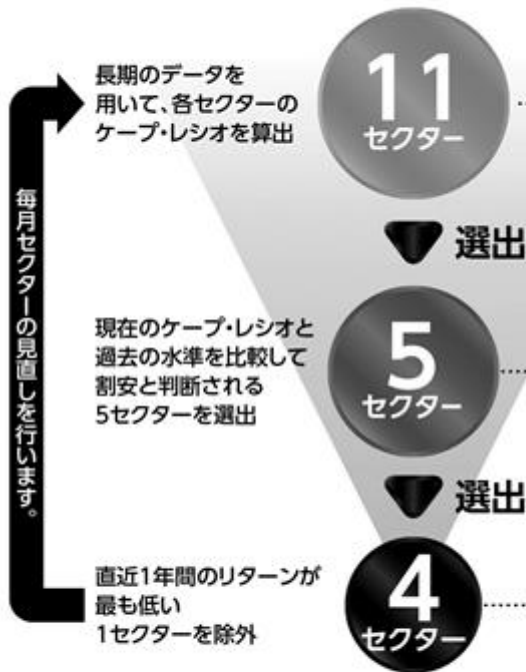 長期のデータを
用いて、各セクターの
ケープ・レシオを算出
11
セクター
選出
現在のケープ・レシオと
過去の水準を比較して
割安と判断される
5セクターを選出
5
セクター
選出
直近1年間のリターンが
最も低い
1セクターを除外
4
セクター
毎月セクターの見直しを行います。